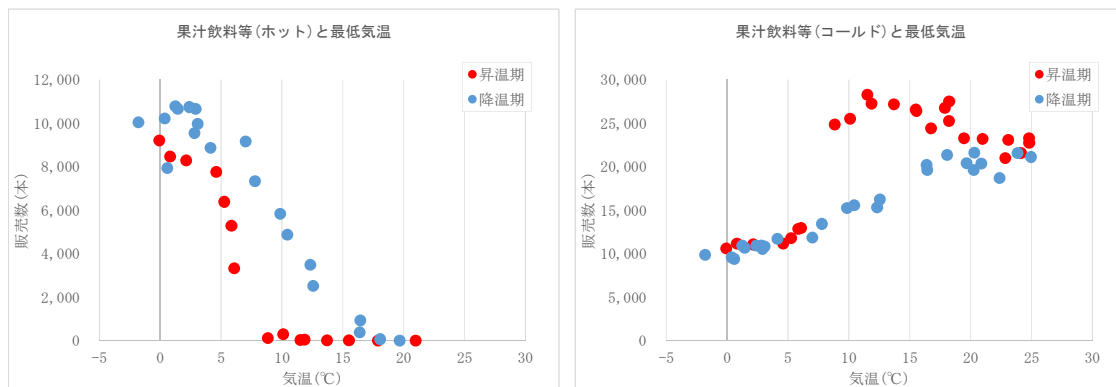 果汁飲料等(ホット)と最低気温
昇温期
降温期
販売数(本)
12,000
10,000
8,000
6,000
4,000
2,000
0
-5 0 5 10 15 20 25 30
気温(℃)
果汁飲料等(コールド)と最低気温
昇温期
降温期
販売数(本)
30,000
25,000
20,000
15,000
10,000
5,000
0
-5 0 5 10 15 20 25 30
気温(℃)